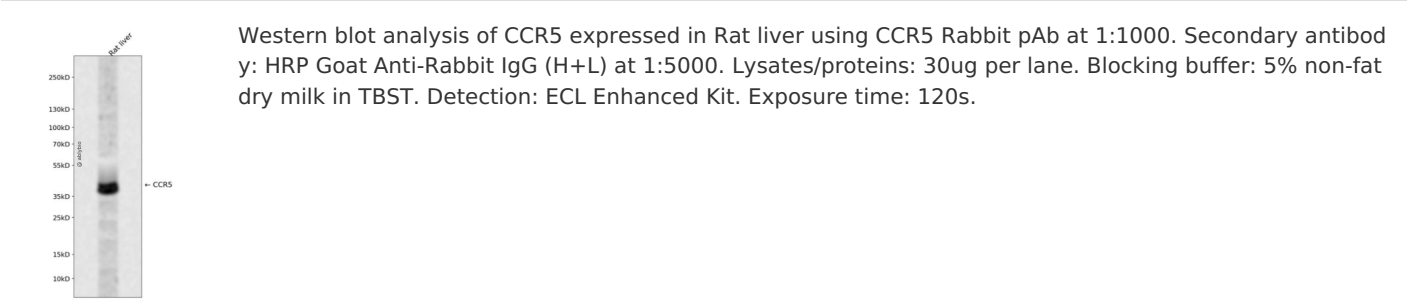 Rat liver
250kD
130kD
100kD
70kD
55kD
35kD
25kD
15kD
10kD
← CCR5
Western blot analysis of CCR5 expressed in Rat liver using CCR5 Rabbit pAb at 1:1000. Secondary antibod
y: HRP Goat Anti-Rabbit IgG (H+L) at 1:5000. Lysates/proteins: 30ug per lane. Blocking buffer: 5% non-fat
dry milk in TBST. Detection: ECL Enhanced Kit. Exposure time: 120s.